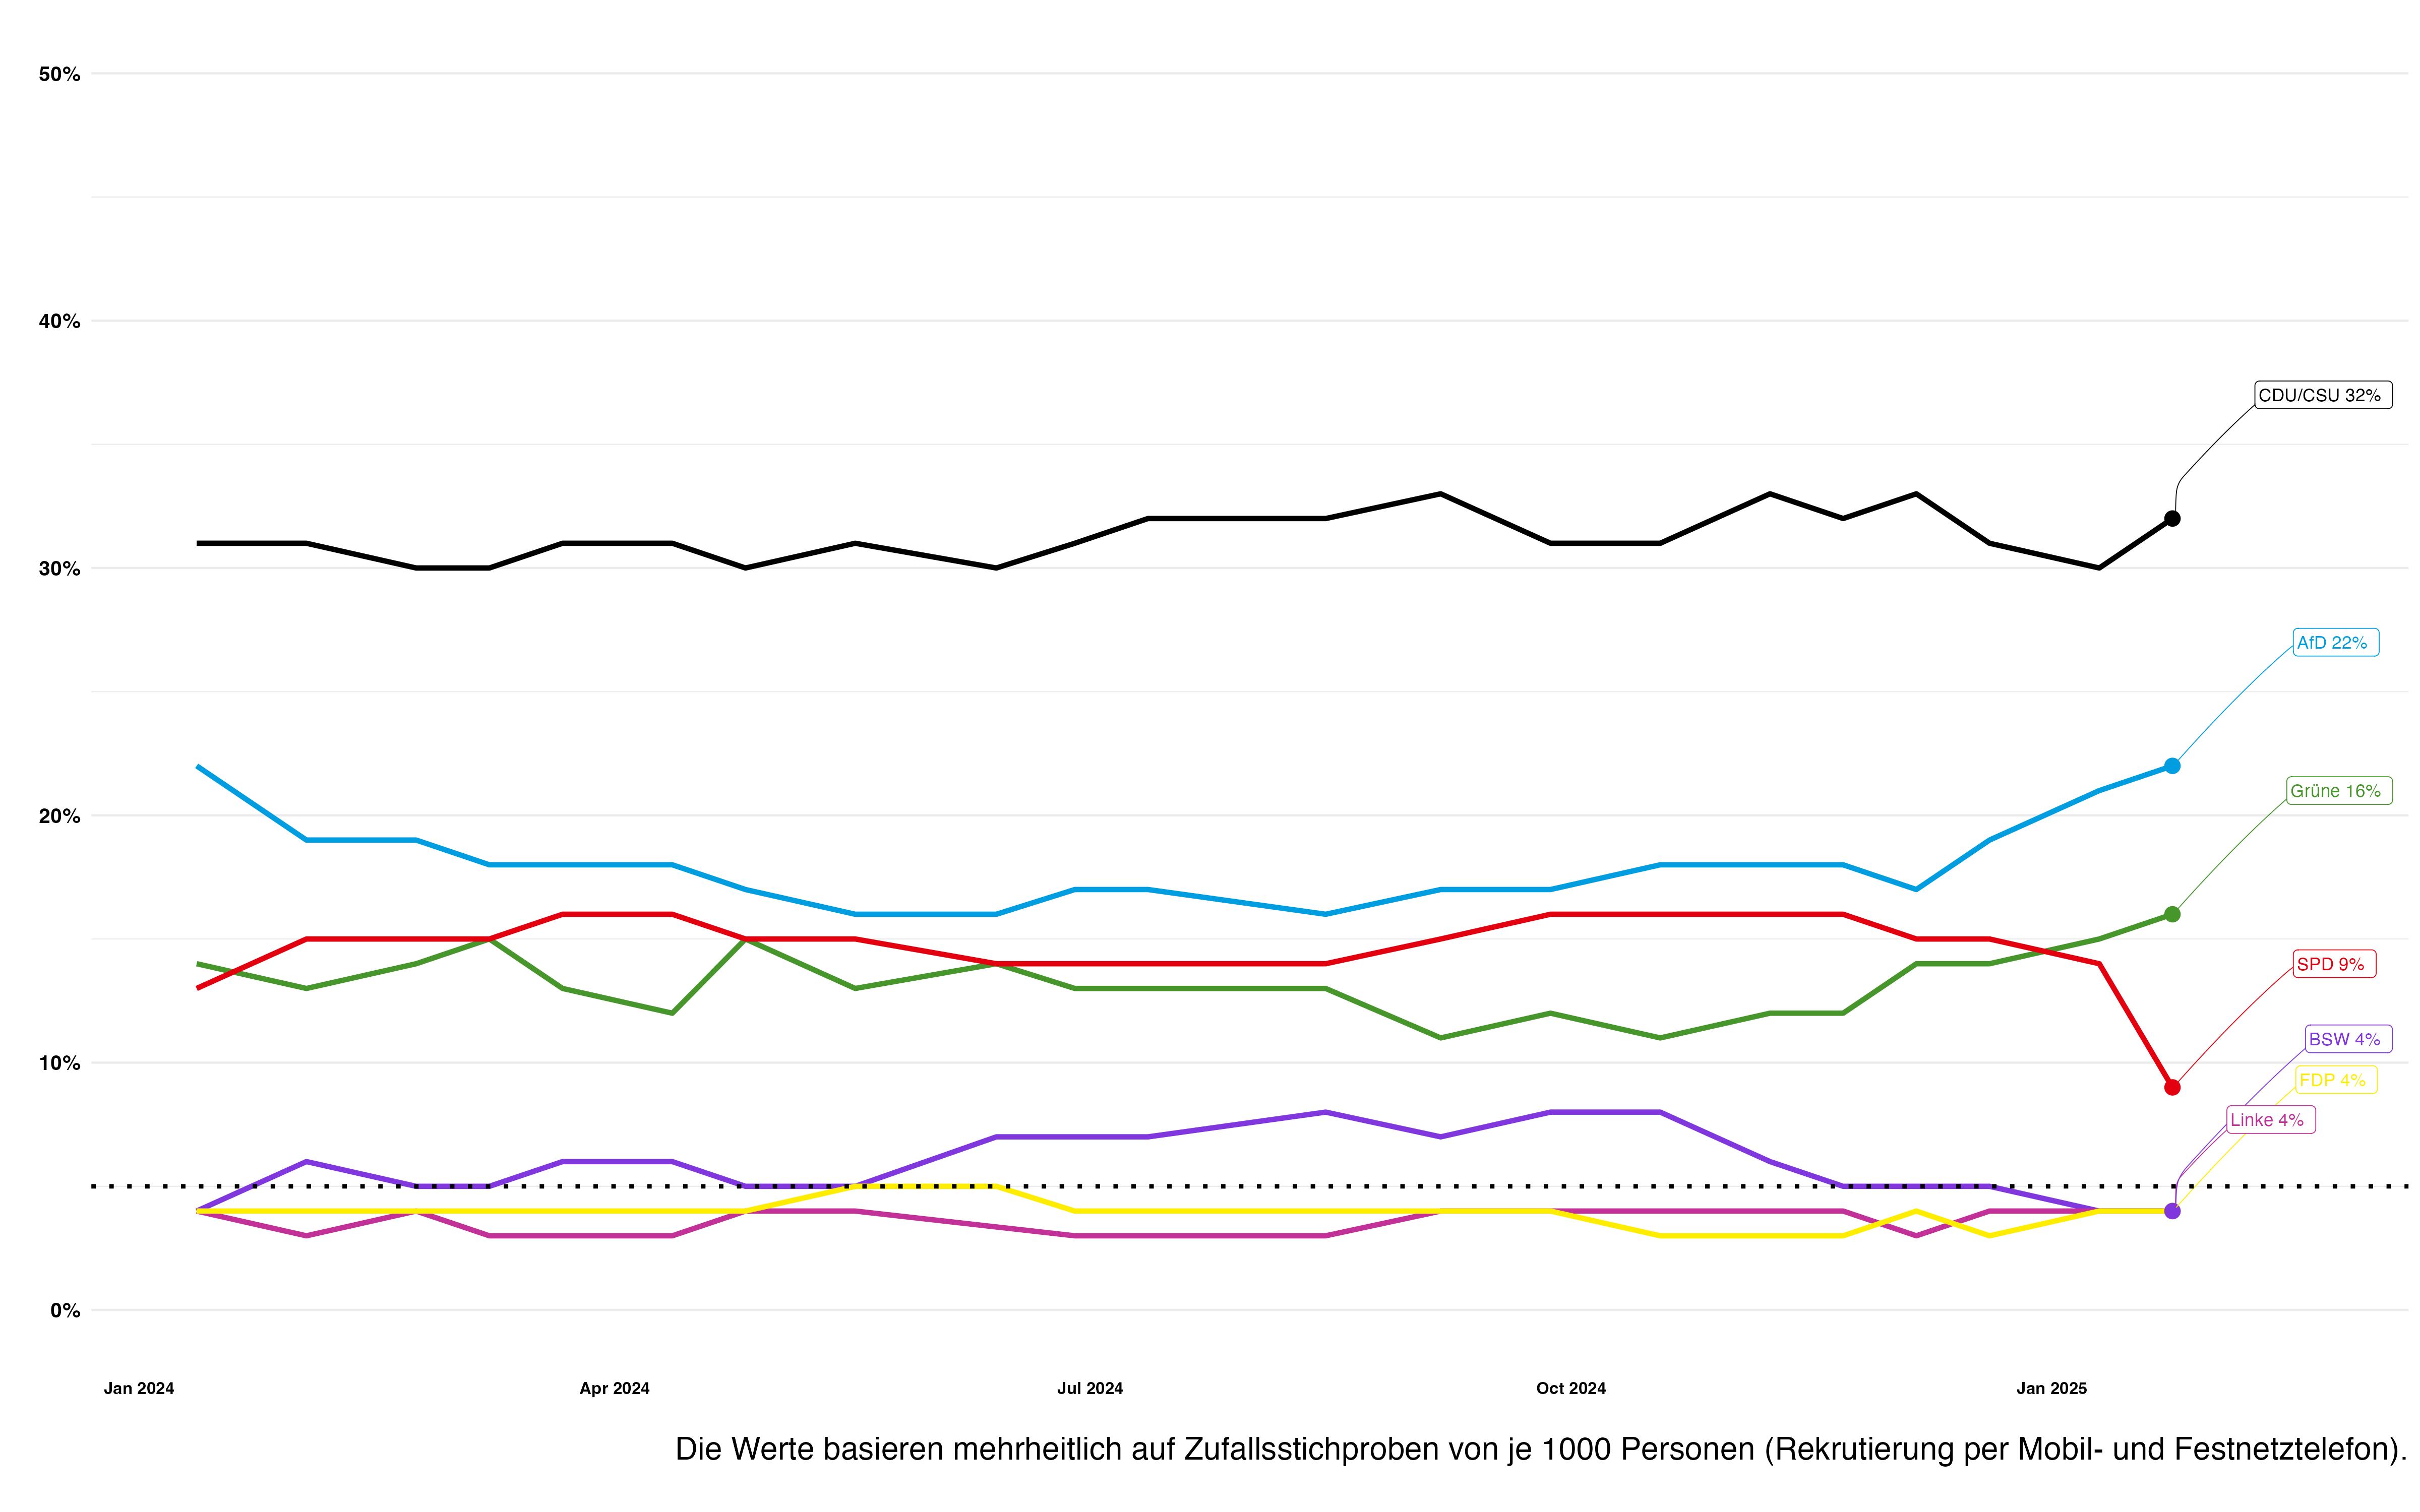 50%
40%
CDU/CSU 32%
30%
AfD 22%
Grüne 16%
20%
SPD 9%
BSW 4%
10%
FDP 4%
Linke 4%
0%
Jan 2024 Apr 2024 Jul 2024 Oct 2024 Jan 2025
Die Werte basieren mehrheitlich auf Zufallsstichproben von je 1000 Personen (Rekrutierung per Mobil- und Festnetztelefon).